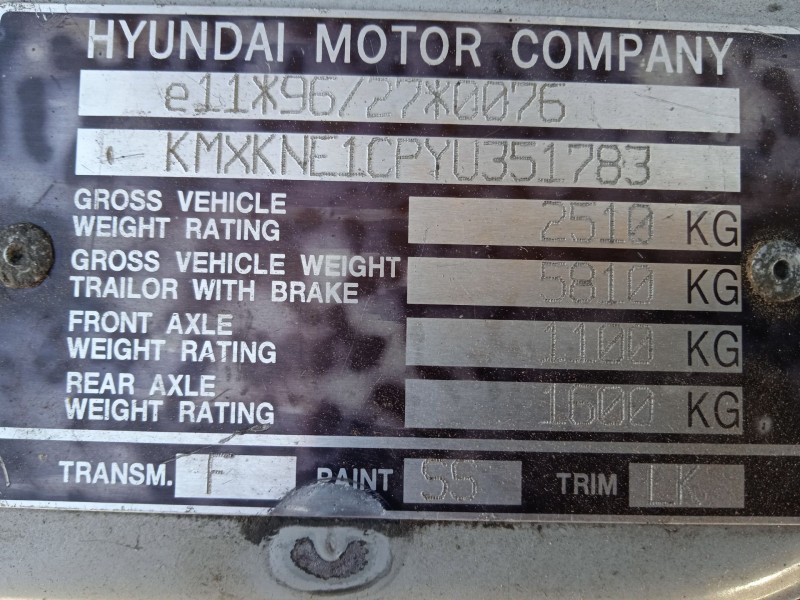 HYUNDAI MOTOR COMPANY
e11*96/27*0076
KMXKNE1CPYU351783
GROSS VEHICLE
WEIGHT RATING 2510 KG
GROSS VEHICLE WEIGHT
TRAILOR WITH BRAKE 5810 KG
FRONT AXLE
WEIGHT RATING 1100 KG
REAR AXLE
WEIGHT RATING 1600 KG
TRANSM. F PAINT SS TRIM LK